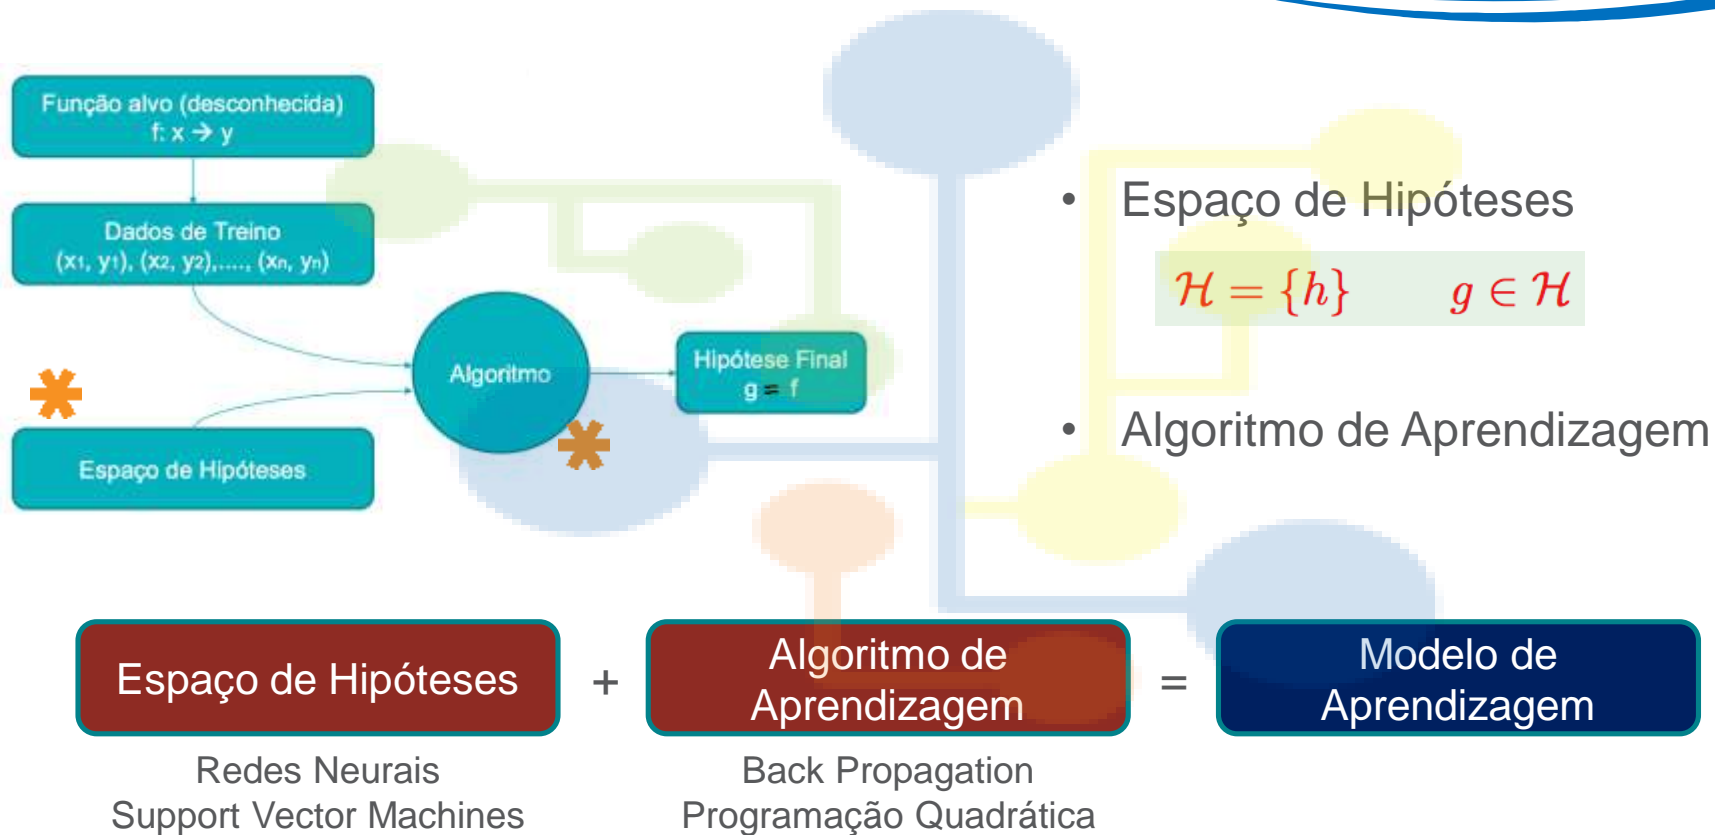 Função alvo (desconhecida)
f: x → y
Dados de Treino
(x1, y1), (x2, y2),...., (xn, yn)
Algoritmo
Hipótese Final
g = f
Espaço de Hipóteses
• Espaço de Hipóteses
ℋ = {h} g ∈ ℋ
• Algoritmo de Aprendizagem
Espaço de Hipóteses + Algoritmo de Aprendizagem = Modelo de Aprendizagem
Redes Neurais
Support Vector Machines
Back Propagation
Programação Quadrática